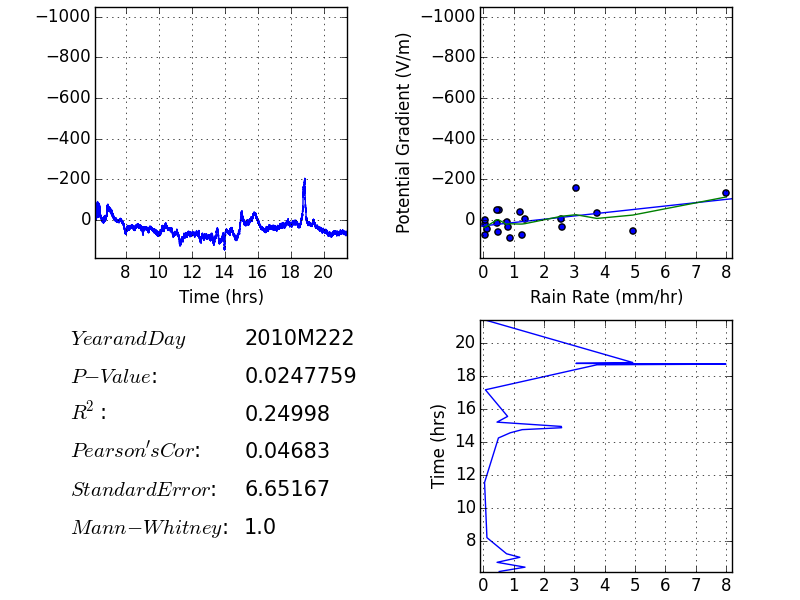 −1000
−800
−600
−400
−200
0
8 10 12 14 16 18 20
Time (hrs)
Potential Gradient (V/m)
−1000
−800
−600
−400
−200
0
0 1 2 3 4 5 6 7 8
Rain Rate (mm/hr)
YearandDay 2010M222
P−Value: 0.0247759
R²: 0.24998
Pearson'sCor: 0.04683
StandardError: 6.65167
Mann−Whitney: 1.0
Time (hrs)
20
18
16
14
12
10
8
0 1 2 3 4 5 6 7 8